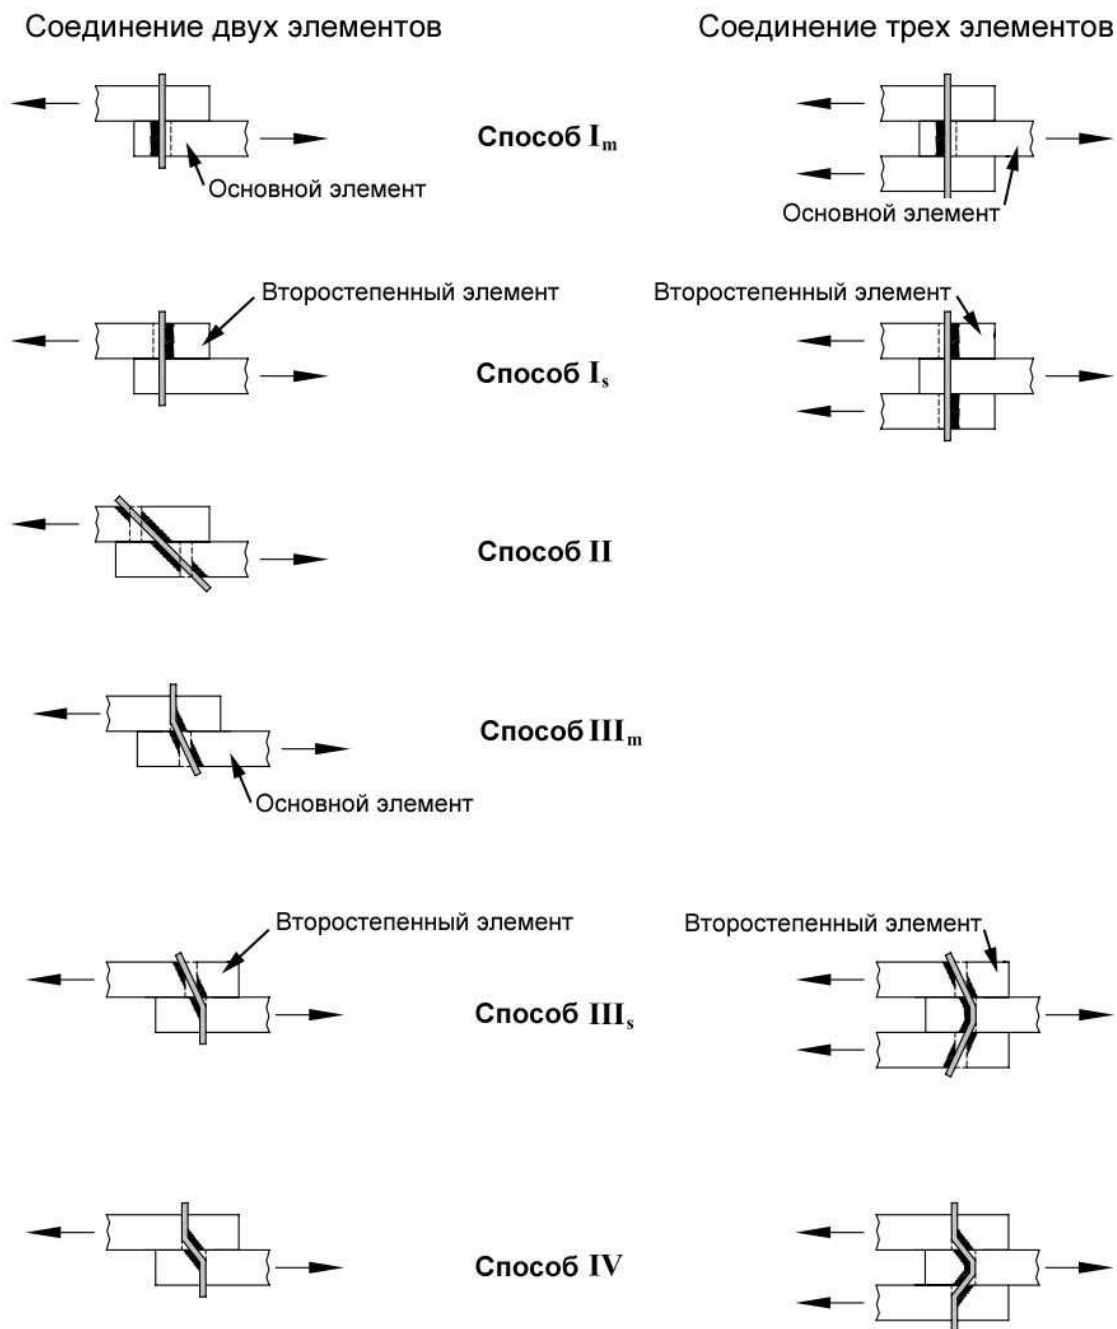 Соединение двух элементов
Соединение трех элементов
Способ Im
Основной элемент
Основной элемент
Второстепенный элемент
Второстепенный элемент
Способ Is
Способ II
Способ IIIm
Основной элемент
Второстепенный элемент
Второстепенный элемент
Способ IIIs
Способ IV